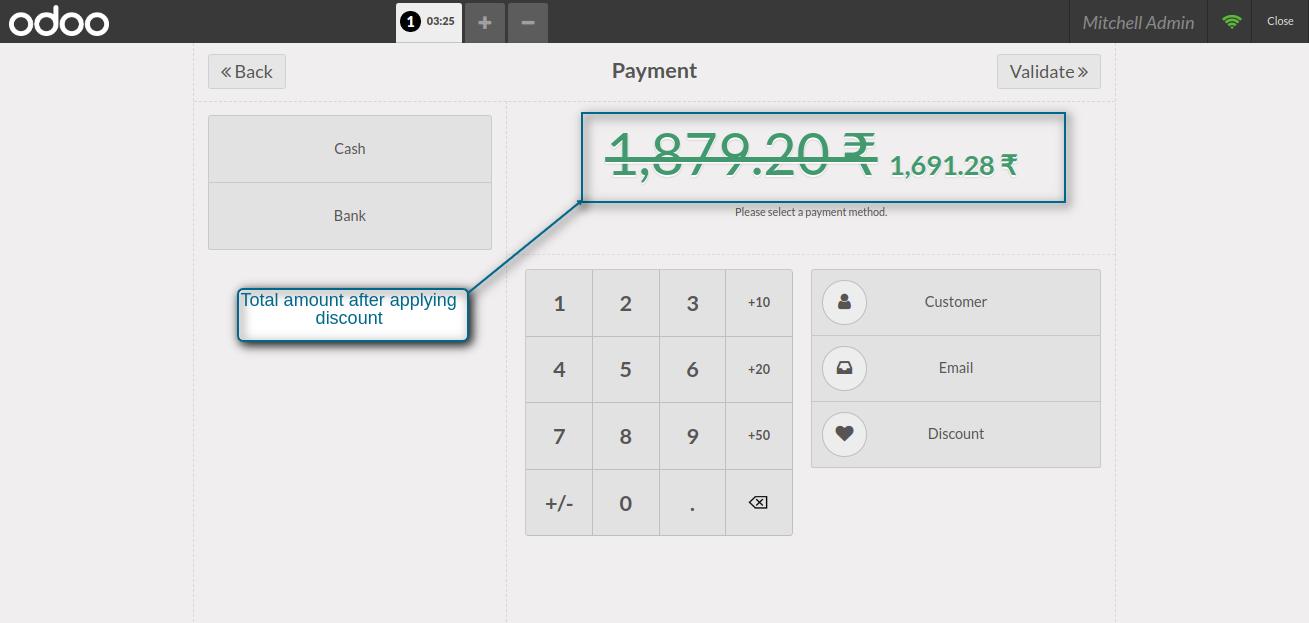 odoo
1 03:25 + −
Mitchell Admin
Close
Back
Payment
Validate
Cash
Bank
1,879.20 ₹ 1,691.28 ₹
Please select a payment method.
Total amount after applying
discount
1 2 3 +10
4 5 6 +20
7 8 9 +50
+/- 0 .
Customer
Email
Discount